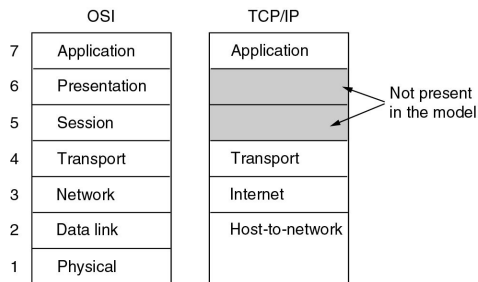 OSI TCP/IP
7 Application Application
6 Presentation
5 Session
Not present
in the model
4 Transport Transport
3 Network Internet
2 Data link Host-to-network
1 Physical